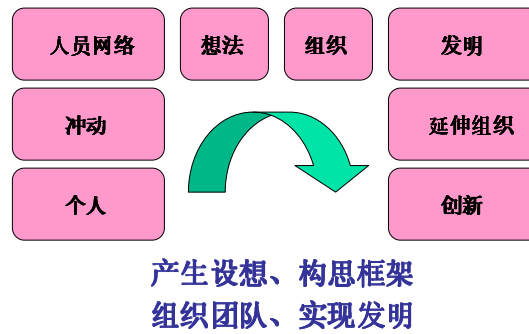 人员网络 想法 组织 发明
冲动 延伸组织
个人 创新
产生设想、构思框架
组织团队、实现发明